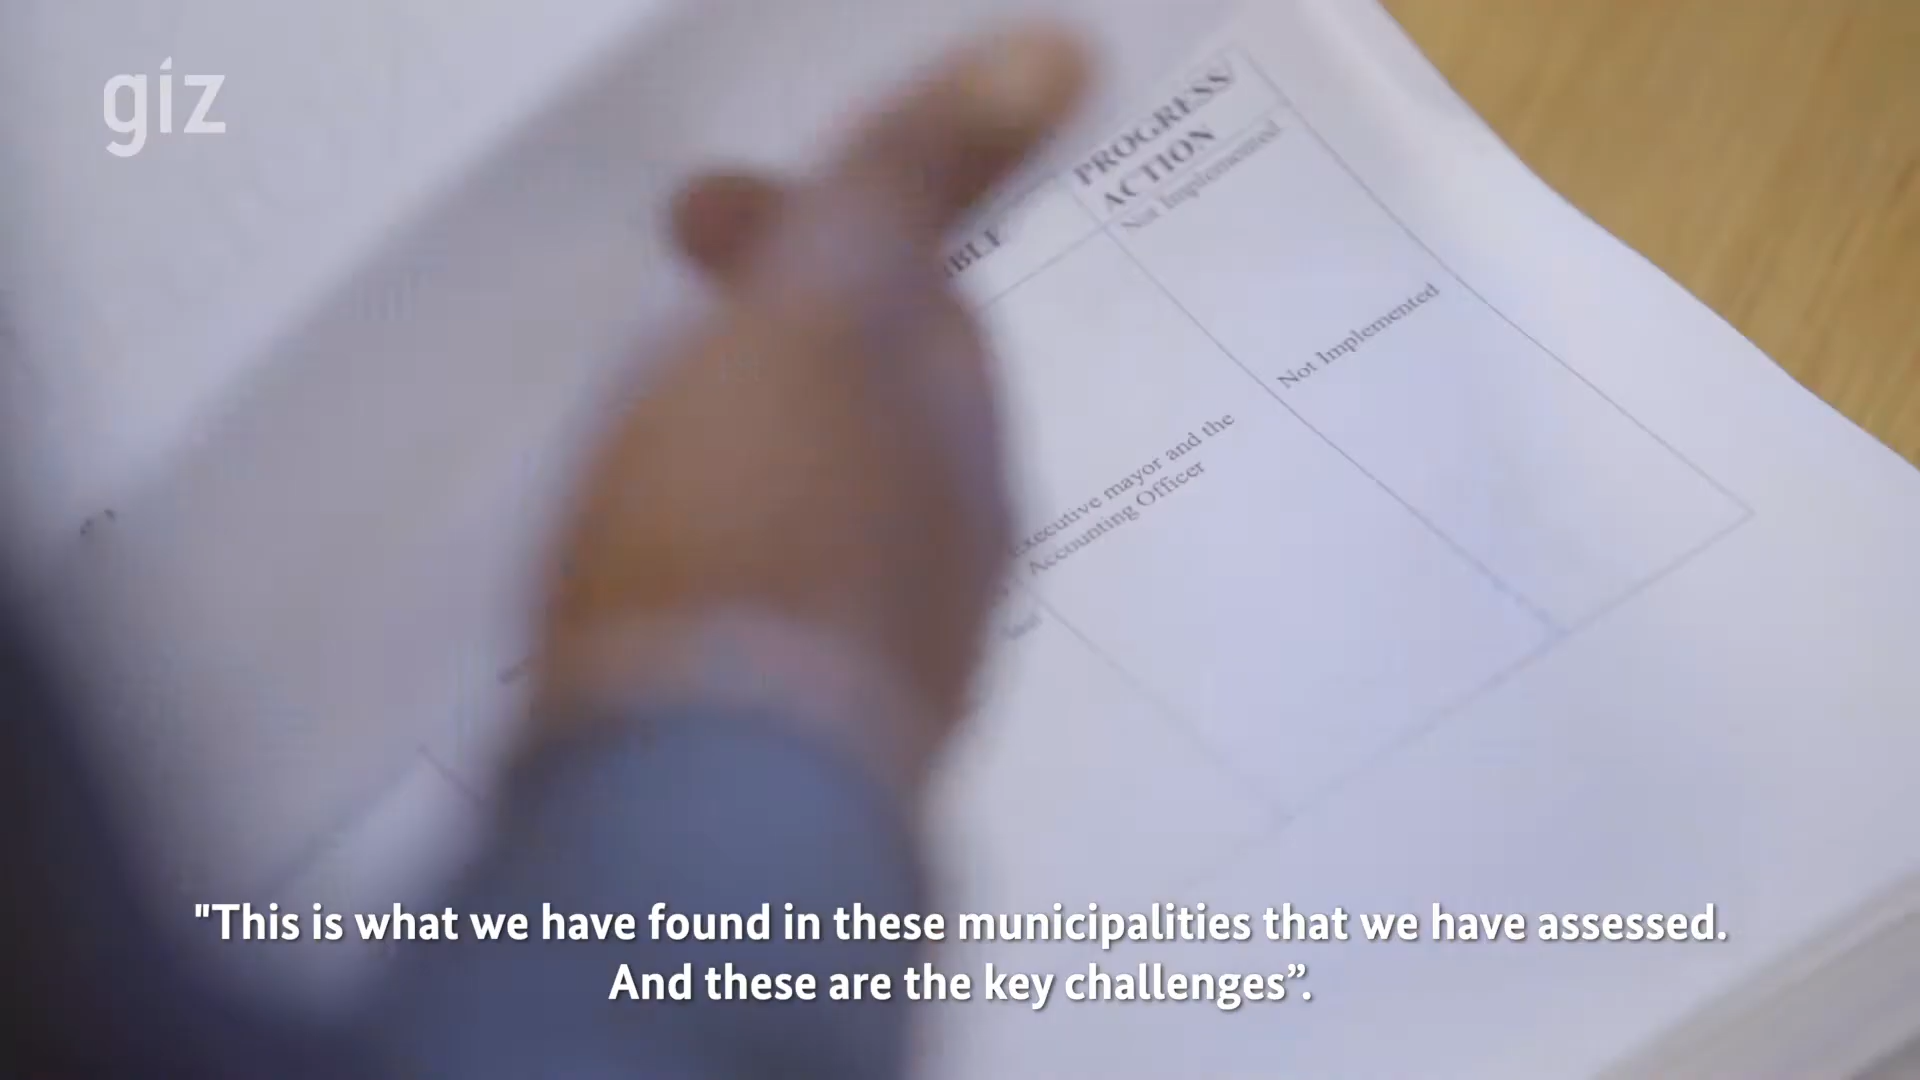 giz
PROGRESS/
ACTION
Not Implemented
Not Implemented
Executive mayor and the
Accounting Officer
"This is what we have found in these municipalities that we have assessed.
And these are the key challenges”.